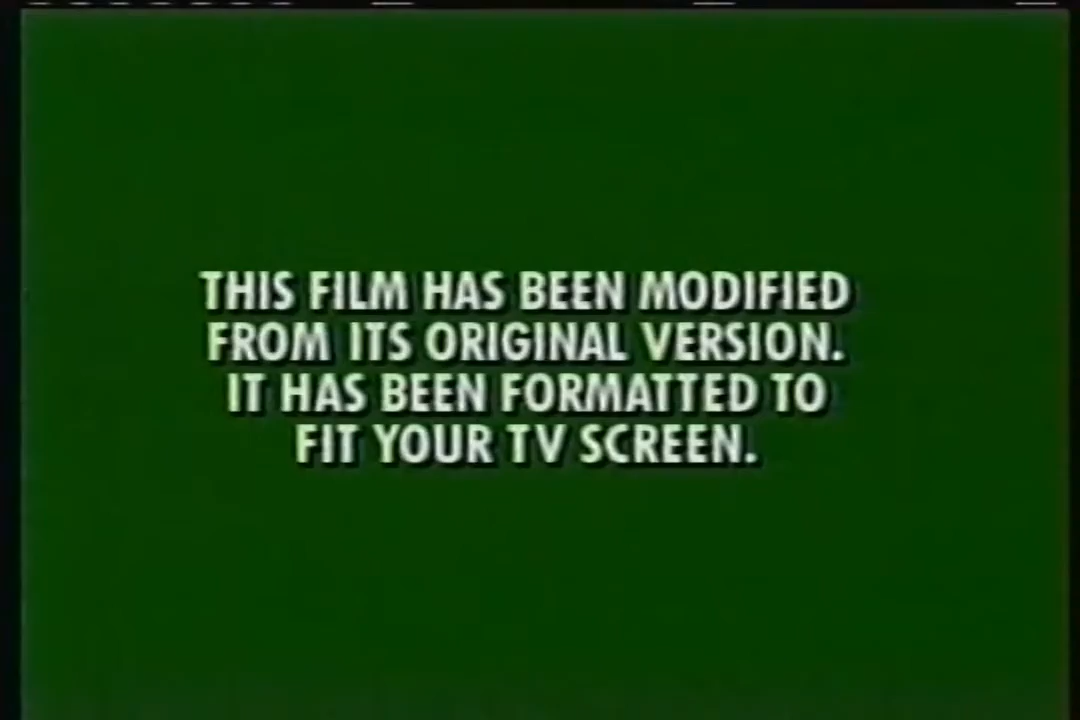 THIS FILM HAS BEEN MODIFIED
FROM ITS ORIGINAL VERSION.
IT HAS BEEN FORMATTED TO
FIT YOUR TV SCREEN.